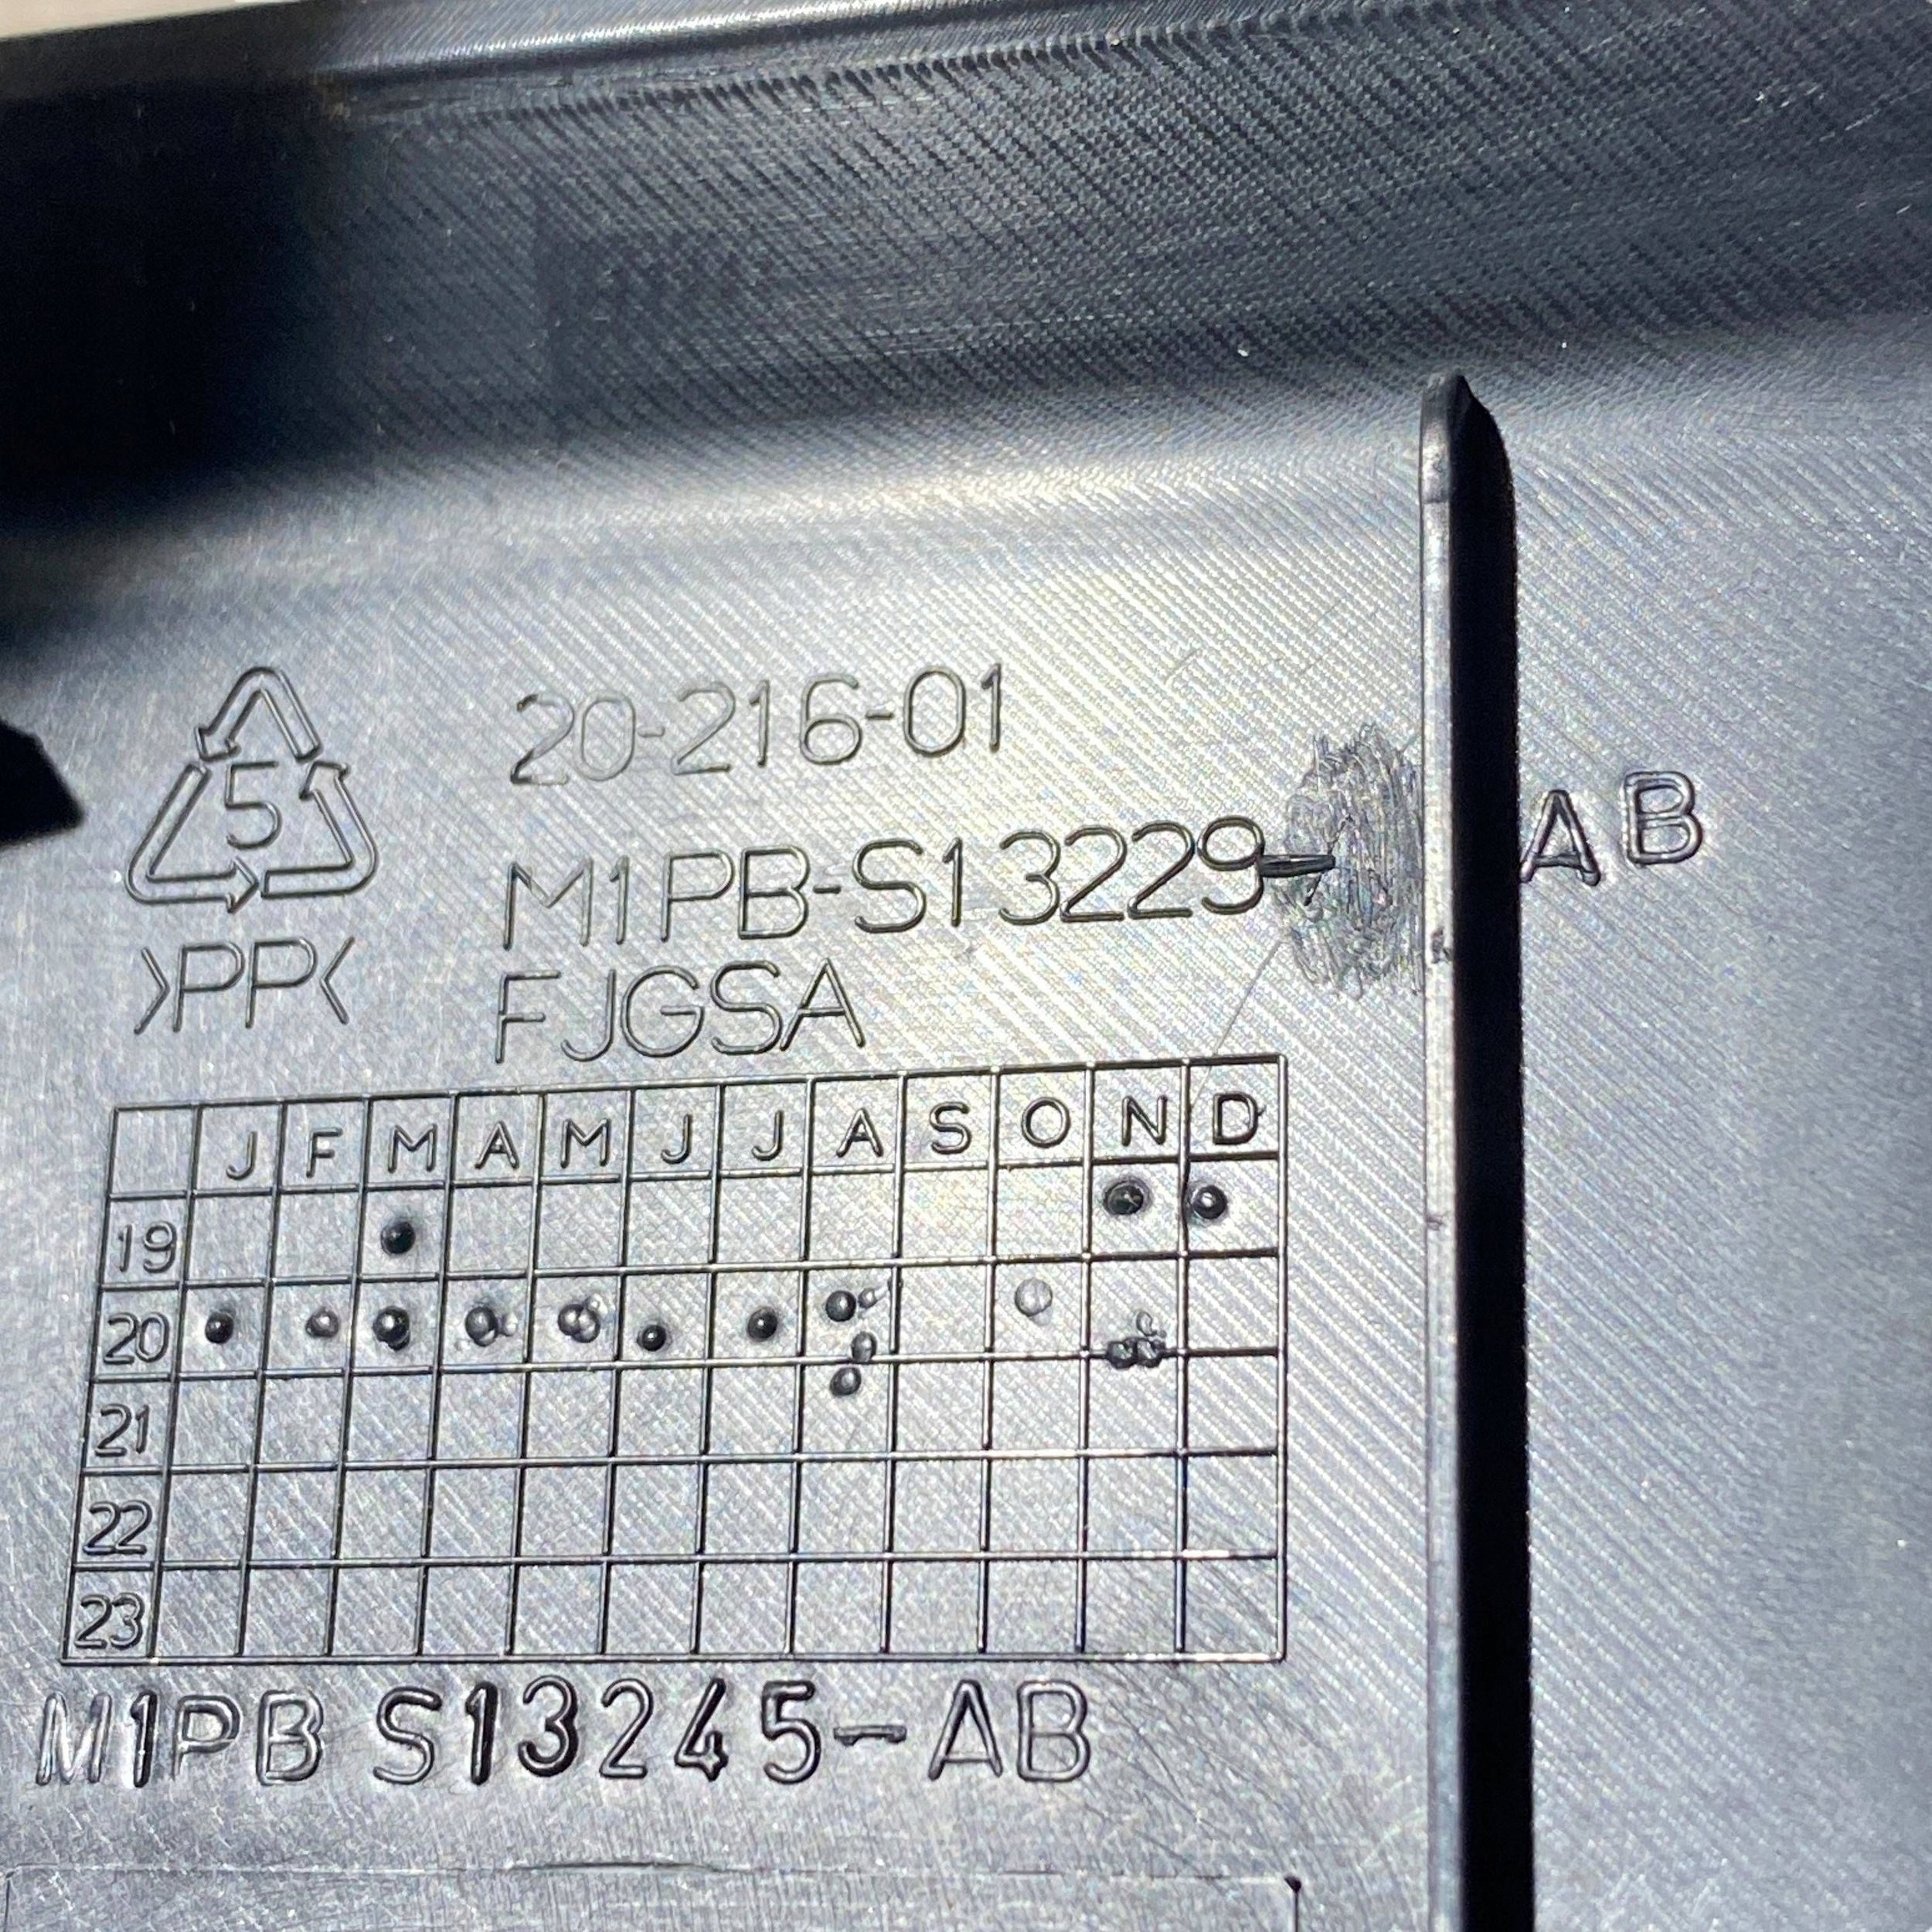 20-216-01
5
M1PB-S13229- AB
>PP<
FJGSA
J F M A M J J A S O N D
19
20
21
22
23
M1PB S13245-AB